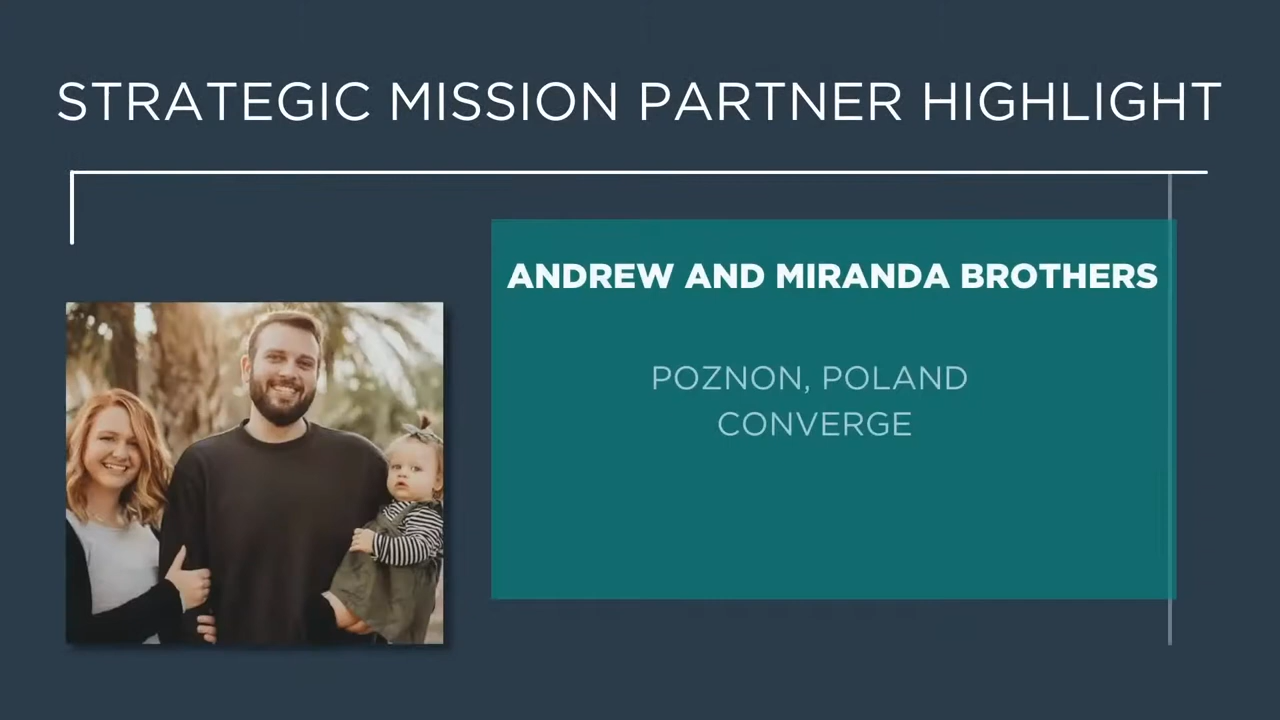 STRATEGIC MISSION PARTNER HIGHLIGHT
ANDREW AND MIRANDA BROTHERS
POZNON, POLAND
CONVERGE